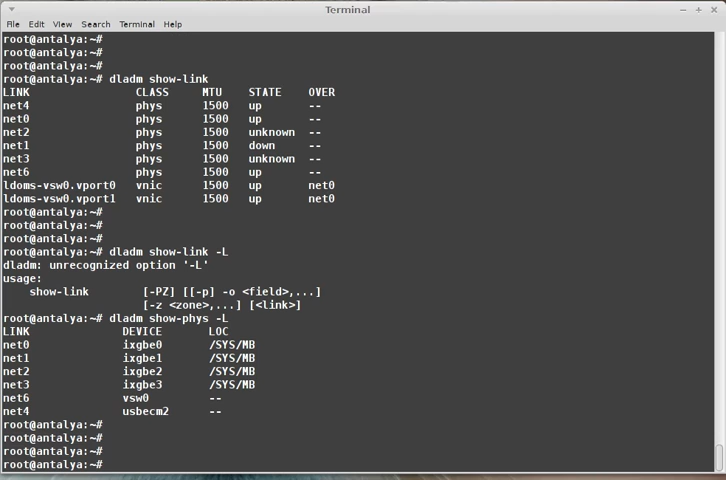 Terminal
File Edit View Search Terminal Help
root@antalya:~#
root@antalya:~#
root@antalya:~#
root@antalya:~# dladm show-link
LINK CLASS MTU STATE OVER
net4 phys 1500 up --
net0 phys 1500 up --
net2 phys 1500 unknown --
net1 phys 1500 down --
net3 phys 1500 unknown --
net6 phys 1500 up --
ldoms-vsw0.vport0 vnic 1500 up net0
ldoms-vsw0.vport1 vnic 1500 up net0
root@antalya:~#
root@antalya:~#
root@antalya:~#
root@antalya:~# dladm show-link -L
dladm: unrecognized option '-L'
usage:
show-link [-PZ] [[-p] -o <field>,...]
[-z <zone>,...] [<link>]
root@antalya:~# dladm show-phys -L
LINK DEVICE LOC
net0 ixgbe0 /SYS/MB
net1 ixgbe1 /SYS/MB
net2 ixgbe2 /SYS/MB
net3 ixgbe3 /SYS/MB
net6 vsw0 --
net4 usbecm2 --
root@antalya:~#
root@antalya:~#
root@antalya:~#
root@antalya:~#